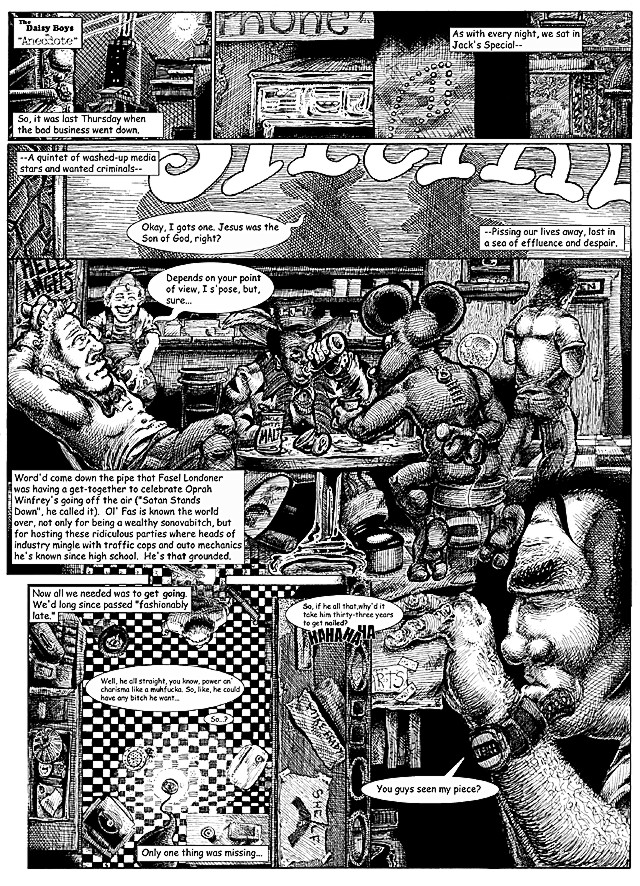 The
Daisy Boys
in
"Anecdote"
So, it was last Thursday when
the bad business went down.
Phone
As with every night, we sat in
Jack's Special--
--A quintet of washed-up media
stars and wanted criminals--
SPECIAL
Okay, I gots one. Jesus was the
Son of God, right?
--Pissing our lives away, lost in
a sea of effluence and despair.
HELL'S
ANGELS
Depends on your point
of view, I s'pose, but,
sure...
MALT
Word'd come down the pipe that Fasel Londoner
was having a get-together to celebrate Oprah
Winfrey's going off the air ("Satan Stands
Down", he called it). Ol' Fas is known the world
over, not only for being a wealthy sonovabitch, but
for hosting these ridiculous parties where heads of
industry mingle with traffic cops and auto mechanics
he's known since high school. He's that grounded.
Now all we needed was to get going.
We'd long since passed "fashionably
late."
So, if he all that,why'd it
take him thirty-three years
to get nailed?
HAHAHAHA
Well, he all straight, you know, power an'
charisma like a muhfucka. So, like, he could
have any bitch he want...
So..?
SHELF
You guys seen my piece?
Only one thing was missing...